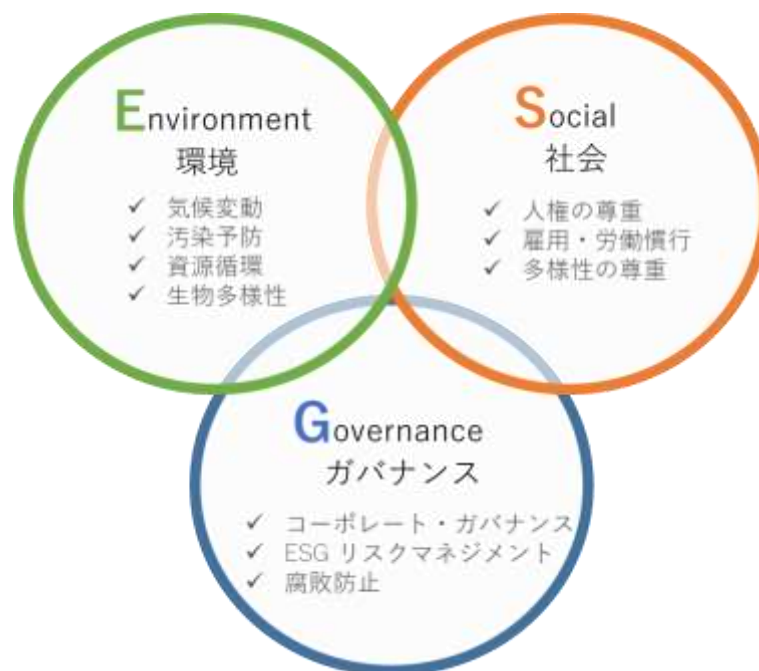 Environment
環境
✓ 気候変動
✓ 汚染予防
✓ 資源循環
✓ 生物多様性
Social
社会
✓ 人権の尊重
✓ 雇用・労働慣行
✓ 多様性の尊重
Governance
ガバナンス
✓ コーポレート・ガバナンス
✓ ESG リスクマネジメント
✓ 腐敗防止